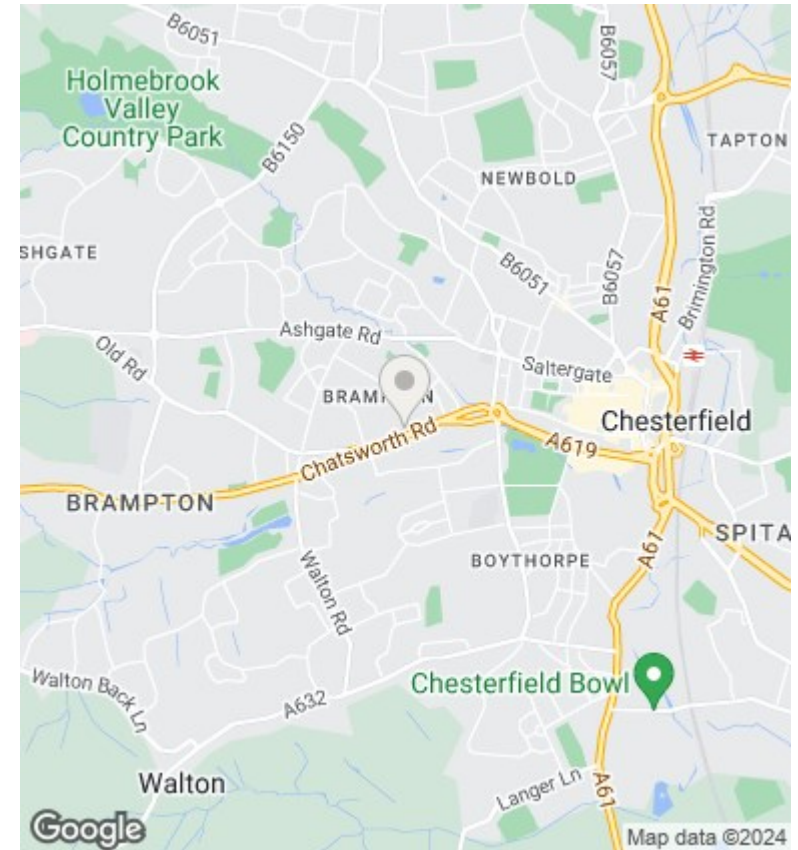 B6051
B6057
Holmebrook
Valley
Country Park
B6150
TAPTON
NEWBOLD
SHGATE
B6051
B6057
Brimington Rd
A61
Ashgate Rd
Old Rd
Saltergate
BRAM
Chesterfield
Chatsworth Rd
A619
BRAMPTON
SPITA
A61
BOYTHORPE
Walton Rd
Chesterfield Bowl
Walton Back Ln
A632
Walton
Langer Ln
A61
Google
Map data ©2024